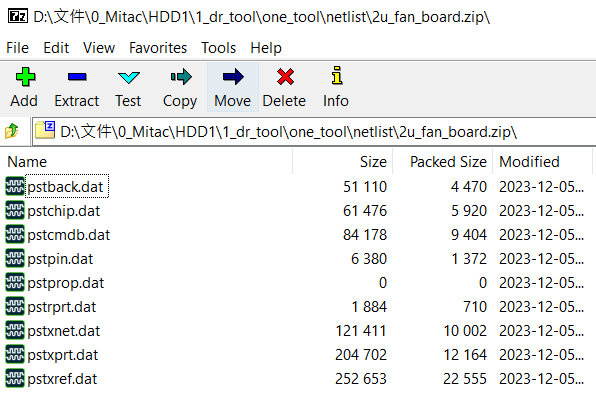 D:\文件\0_Mitac\HDD1\1_dr_tool\one_tool\netlist\2u_fan_board.zip\
File Edit View Favorites Tools Help
Add Extract Test Copy Move Delete Info
D:\文件\0_Mitac\HDD1\1_dr_tool\one_tool\netlist\2u_fan_board.zip\
Name Size Packed Size Modified
pstback.dat 51 110 4 470 2023-12-05...
pstchip.dat 61 476 5 920 2023-12-05...
pstcmdb.dat 84 178 9 404 2023-12-05...
pstpin.dat 6 380 1 372 2023-12-05...
pstprop.dat 0 0 2023-12-05...
pstrprt.dat 1 884 710 2023-12-05...
pstxnet.dat 121 411 10 002 2023-12-05...
pstxprt.dat 204 702 12 164 2023-12-05...
pstxref.dat 252 653 22 555 2023-12-05...